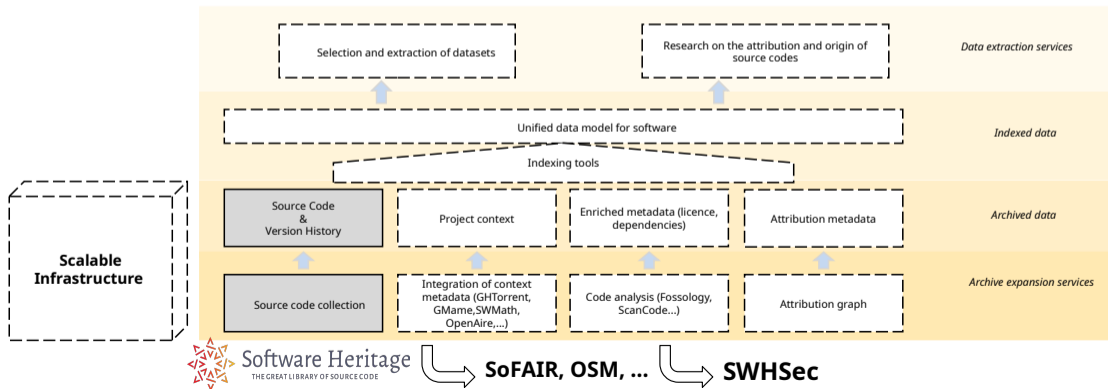 Selection and extraction of datasets
Research on the attribution and origin of
source codes
Data extraction services
Unified data model for software
Indexed data
Indexing tools
Source Code
&
Version History
Project context
Enriched metadata (licence,
dependencies)
Attribution metadata
Archived data
Scalable
Infrastructure
Source code collection
Integration of context
metadata (GHTorrent,
GMame,SWMath,
OpenAire,...)
Code analysis (Fossology,
ScanCode...)
Attribution graph
Archive expansion services
Software Heritage
THE GREAT LIBRARY OF SOURCE CODE
SoFAIR, OSM, ...
SWHSec